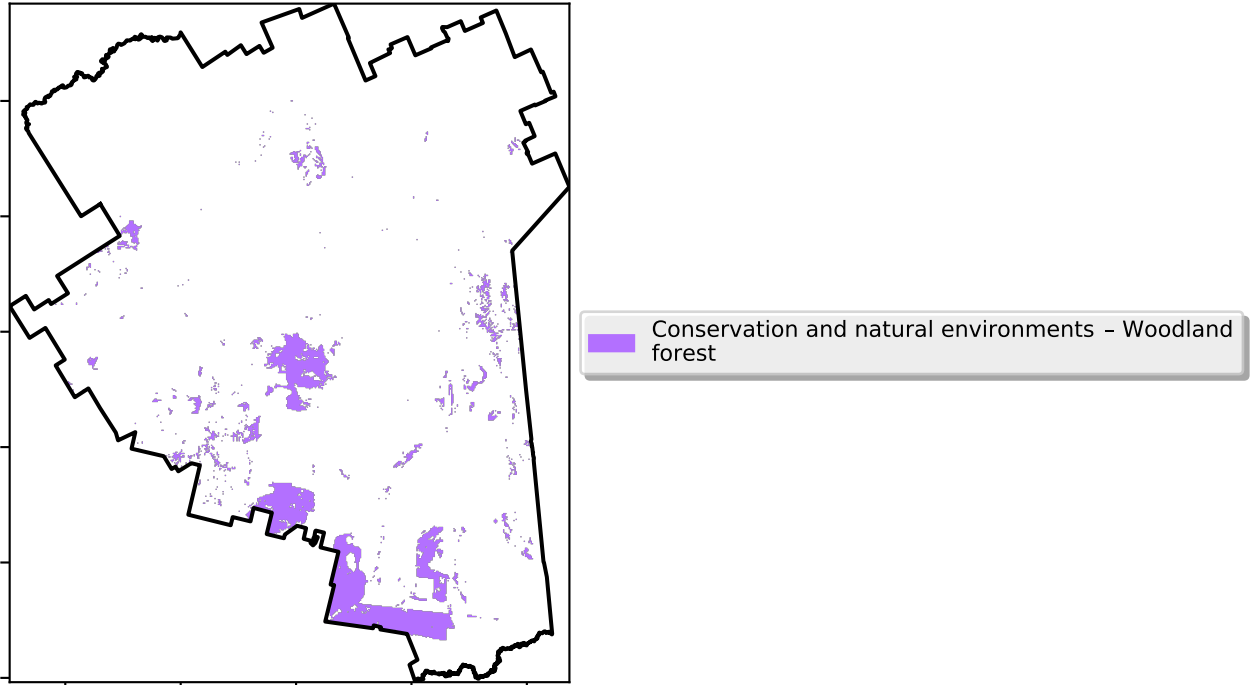 Conservation and natural environments – Woodland
forest